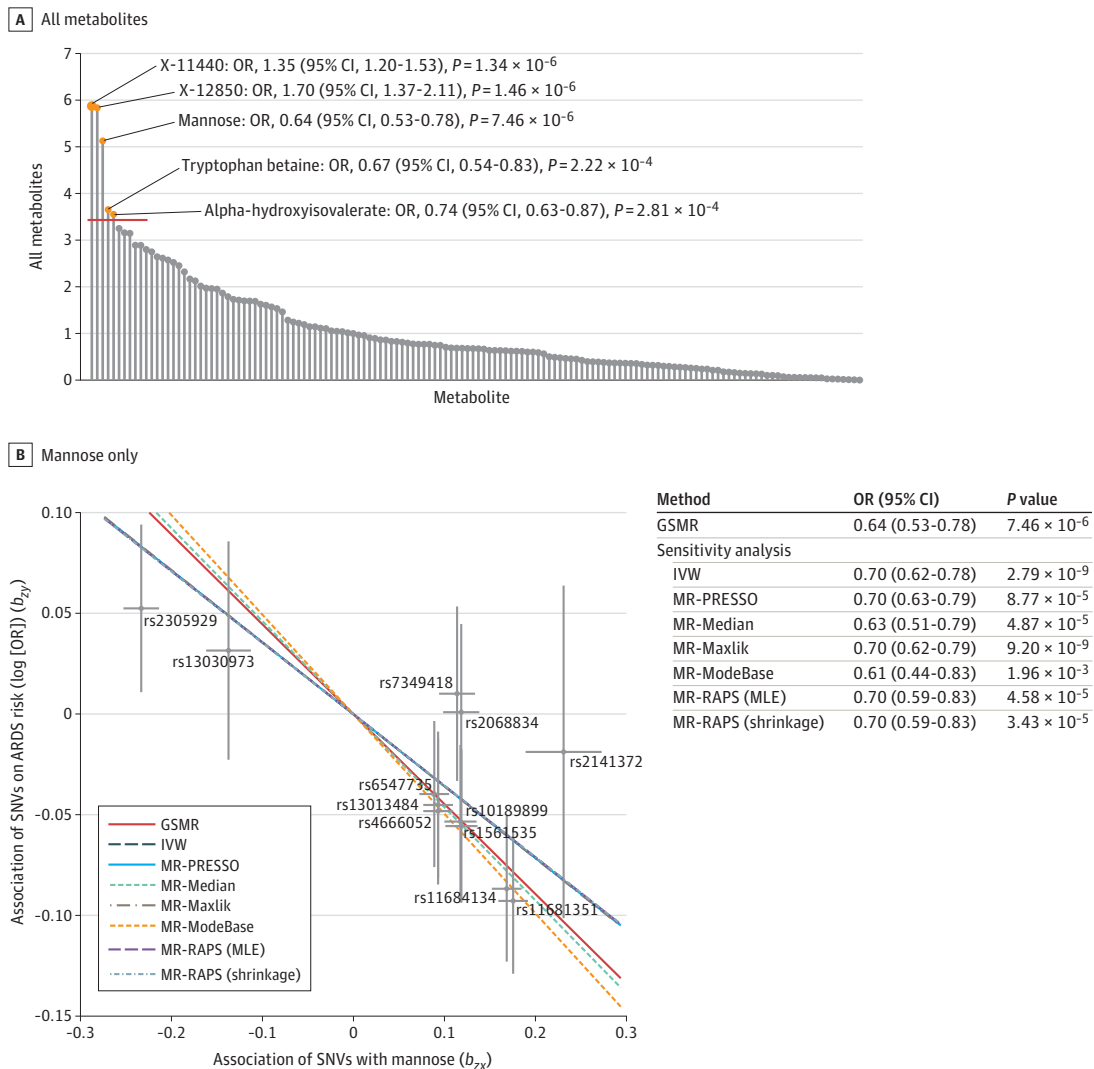 A All metabolites
7
6
5
4
3
2
1
0
All metabolites
X-11440: OR, 1.35 (95% CI, 1.20-1.53), P = 1.34 × 10⁻⁶
X-12850: OR, 1.70 (95% CI, 1.37-2.11), P = 1.46 × 10⁻⁶
Mannose: OR, 0.64 (95% CI, 0.53-0.78), P = 7.46 × 10⁻⁶
Tryptophan betaine: OR, 0.67 (95% CI, 0.54-0.83), P = 2.22 × 10⁻⁴
Alpha-hydroxyisovalerate: OR, 0.74 (95% CI, 0.63-0.87), P = 2.81 × 10⁻⁴
Metabolite
B Mannose only
0.10
0.05
0
-0.05
-0.10
-0.15
Association of SNVs on ARDS risk (log [OR]) (bzy)
rs2305929
rs13030973
rs7349418
rs2068834
rs2141372
rs6547735
rs13013484
rs10189899
rs4666052
rs1561535
rs11684134
rs11681351
GSMR
IVW
MR-PRESSO
MR-Median
MR-Maxlik
MR-ModeBase
MR-RAPS (MLE)
MR-RAPS (shrinkage)
-0.3 -0.2 -0.1 0 0.1 0.2 0.3
Association of SNVs with mannose (bzx)
Method OR (95% CI) P value
GSMR 0.64 (0.53-0.78) 7.46 × 10⁻⁶
Sensitivity analysis
IVW 0.70 (0.62-0.78) 2.79 × 10⁻⁹
MR-PRESSO 0.70 (0.63-0.79) 8.77 × 10⁻⁵
MR-Median 0.63 (0.51-0.79) 4.87 × 10⁻⁵
MR-Maxlik 0.70 (0.62-0.79) 9.20 × 10⁻⁹
MR-ModeBase 0.61 (0.44-0.83) 1.96 × 10⁻³
MR-RAPS (MLE) 0.70 (0.59-0.83) 4.58 × 10⁻⁵
MR-RAPS (shrinkage) 0.70 (0.59-0.83) 3.43 × 10⁻⁵